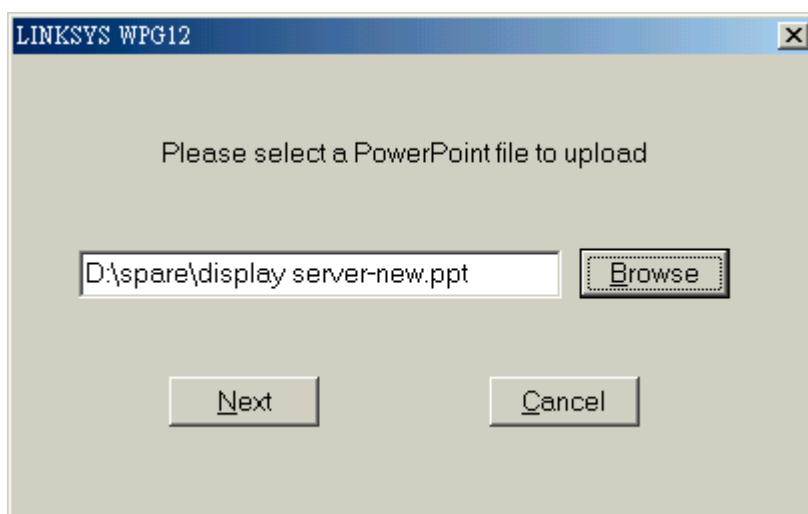 LINKSYS WPG12
Please select a PowerPoint file to upload
D:\spare\display server-new.ppt
Browse
Next
Cancel